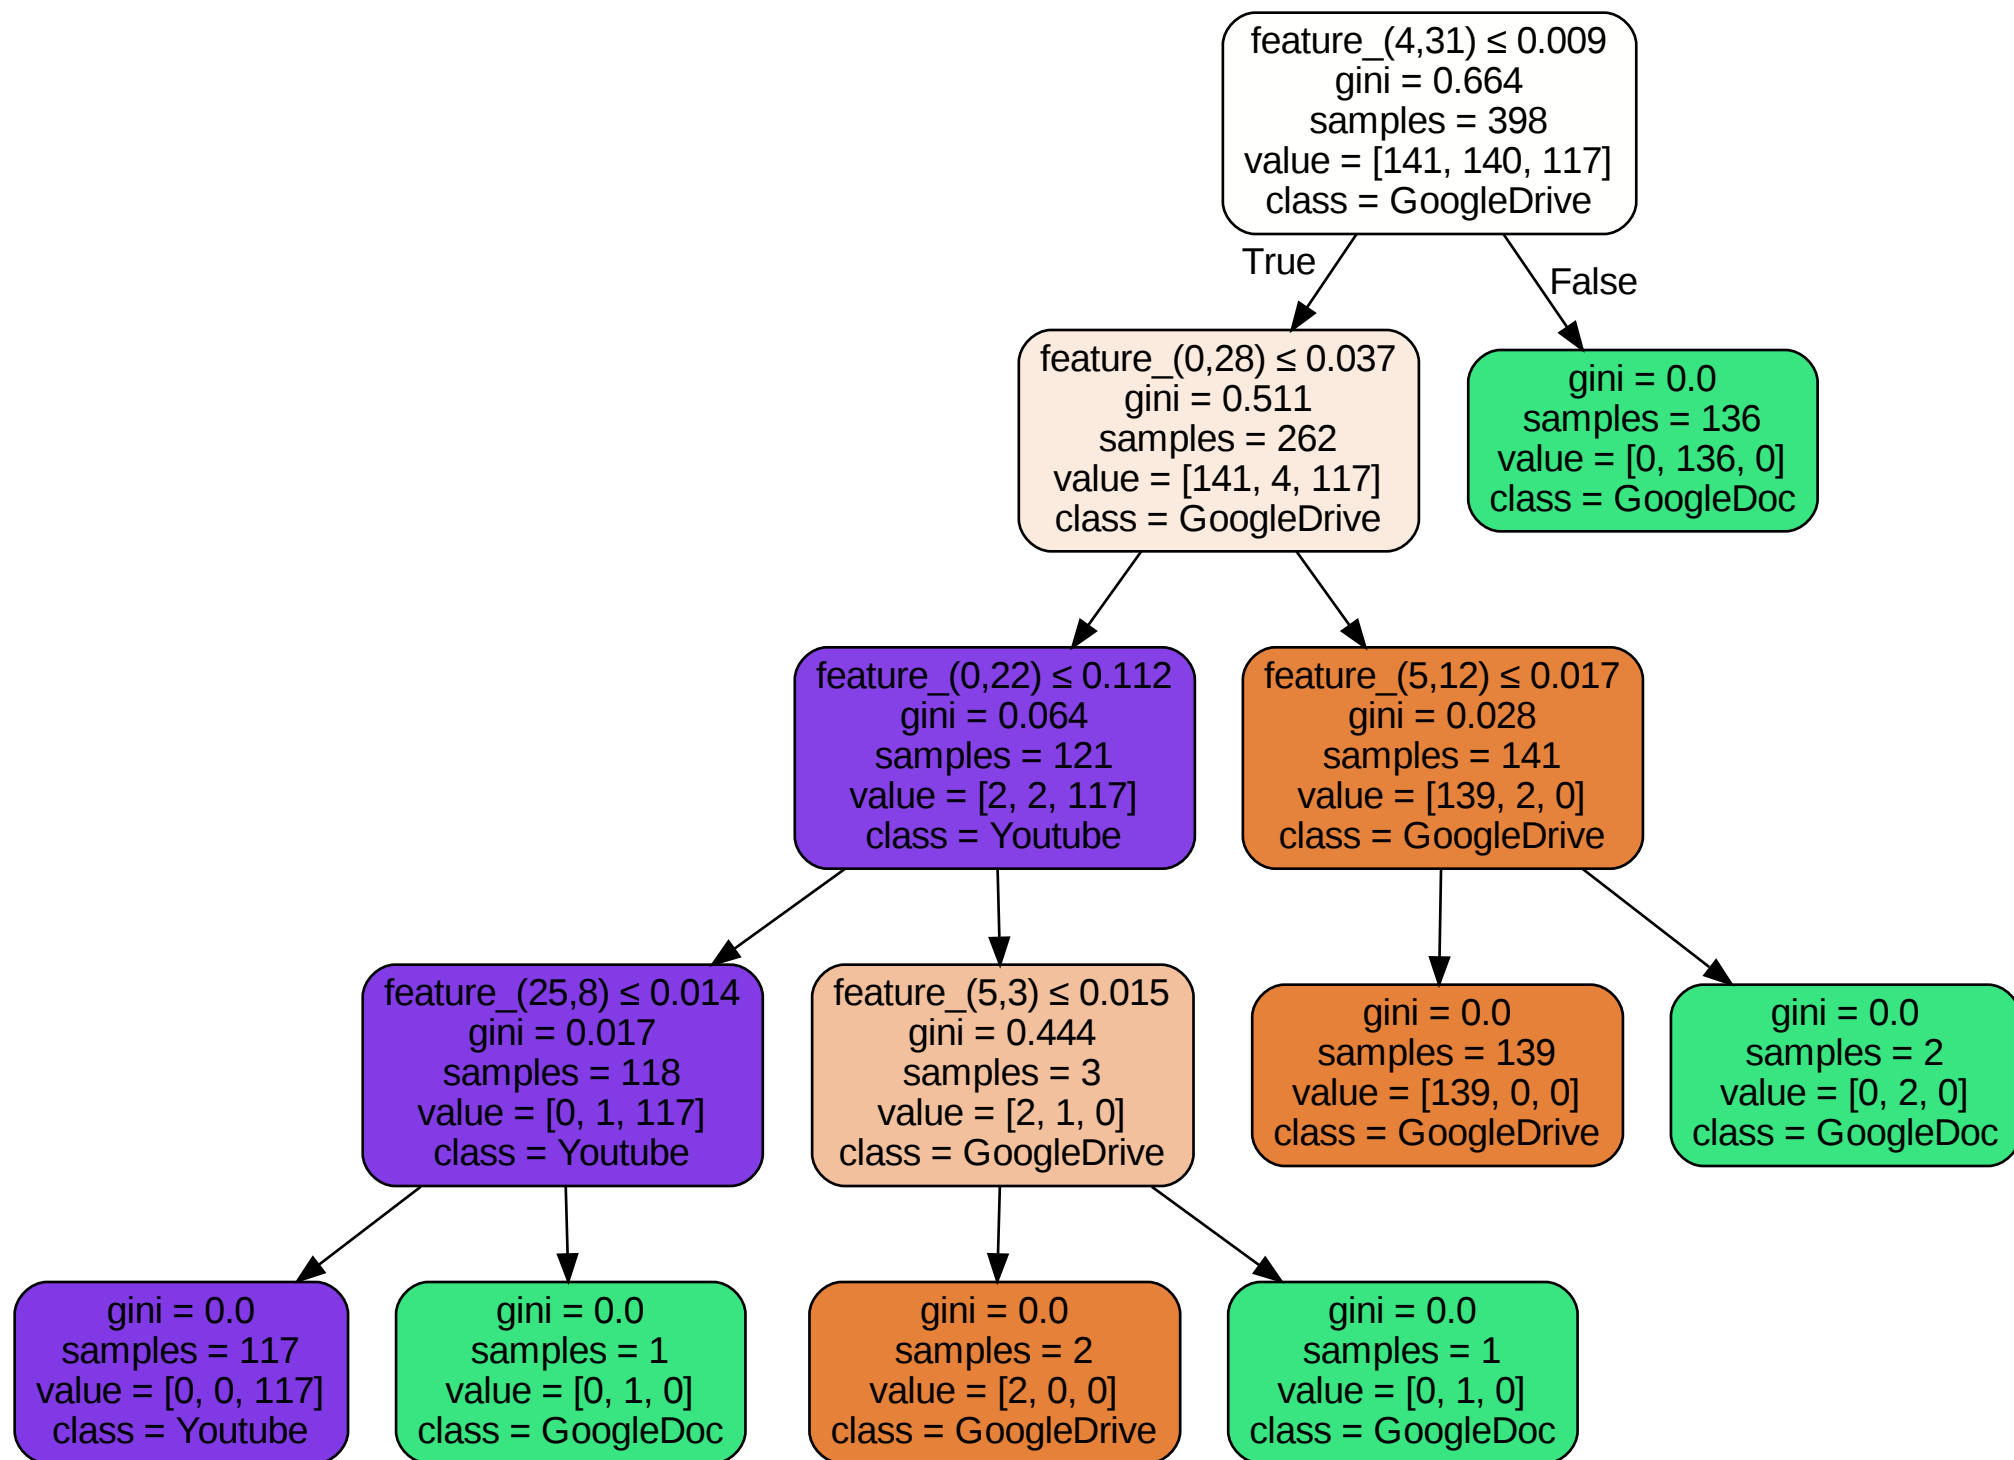 feature_(4,31) ≤ 0.009
gini = 0.664
samples = 398
value = [141, 140, 117]
class = GoogleDrive
True
False
feature_(0,28) ≤ 0.037
gini = 0.511
samples = 262
value = [141, 4, 117]
class = GoogleDrive
gini = 0.0
samples = 136
value = [0, 136, 0]
class = GoogleDoc
feature_(0,22) ≤ 0.112
gini = 0.064
samples = 121
value = [2, 2, 117]
class = Youtube
feature_(5,12) ≤ 0.017
gini = 0.028
samples = 141
value = [139, 2, 0]
class = GoogleDrive
feature_(25,8) ≤ 0.014
gini = 0.017
samples = 118
value = [0, 1, 117]
class = Youtube
feature_(5,3) ≤ 0.015
gini = 0.444
samples = 3
value = [2, 1, 0]
class = GoogleDrive
gini = 0.0
samples = 139
value = [139, 0, 0]
class = GoogleDrive
gini = 0.0
samples = 2
value = [0, 2, 0]
class = GoogleDoc
gini = 0.0
samples = 117
value = [0, 0, 117]
class = Youtube
gini = 0.0
samples = 1
value = [0, 1, 0]
class = GoogleDoc
gini = 0.0
samples = 2
value = [2, 0, 0]
class = GoogleDrive
gini = 0.0
samples = 1
value = [0, 1, 0]
class = GoogleDoc